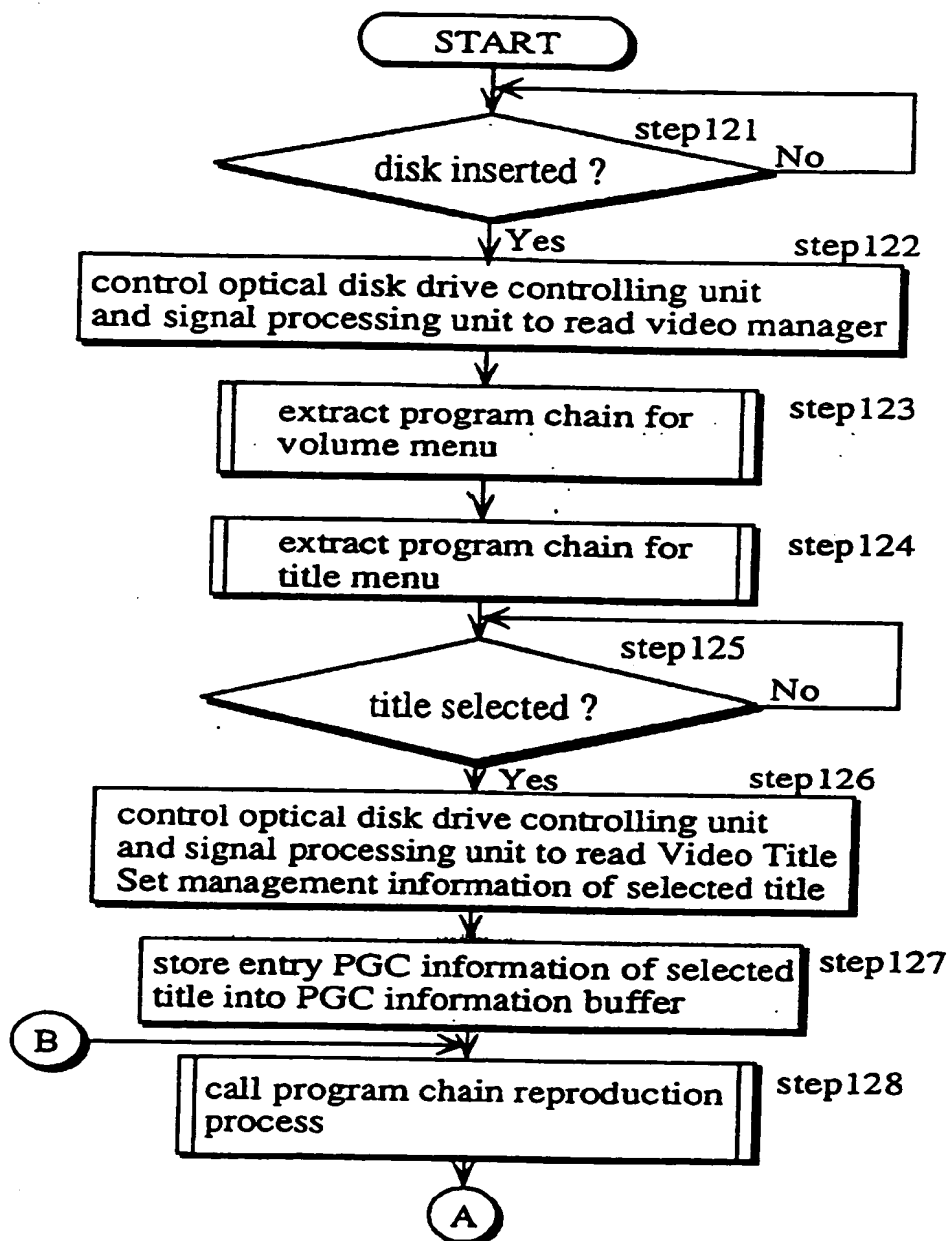 START
step121
No
disk inserted ?
Yes
step122
control optical disk drive controlling unit
and signal processing unit to read video manager
extract program chain for
volume menu
step123
extract program chain for
title menu
step124
step125
No
title selected ?
Yes
step126
control optical disk drive controlling unit
and signal processing unit to read Video Title
Set management information of selected title
store entry PGC information of selected
title into PGC information buffer
step127
B
call program chain reproduction
process
step128
A